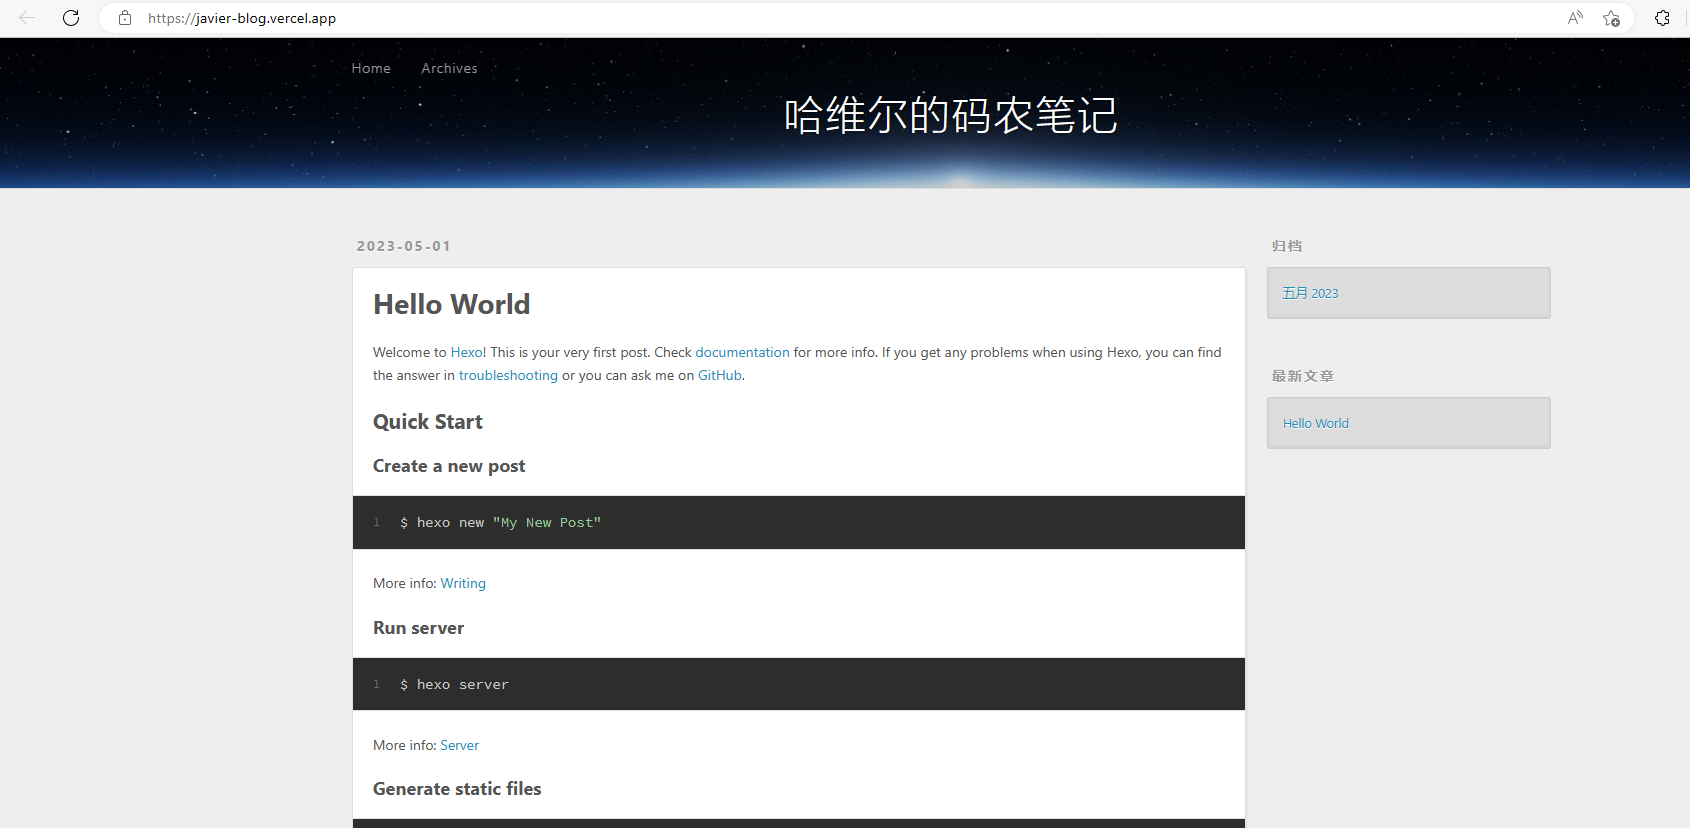 https://javier-blog.vercel.app
Home Archives
哈维尔的码农笔记
2023-05-01
Hello World
Welcome to Hexo! This is your very first post. Check documentation for more info. If you get any problems when using Hexo, you can find
the answer in troubleshooting or you can ask me on GitHub.
Quick Start
Create a new post
1 $ hexo new "My New Post"
More info: Writing
Run server
1 $ hexo server
More info: Server
Generate static files
归档
五月 2023
最新文章
Hello World